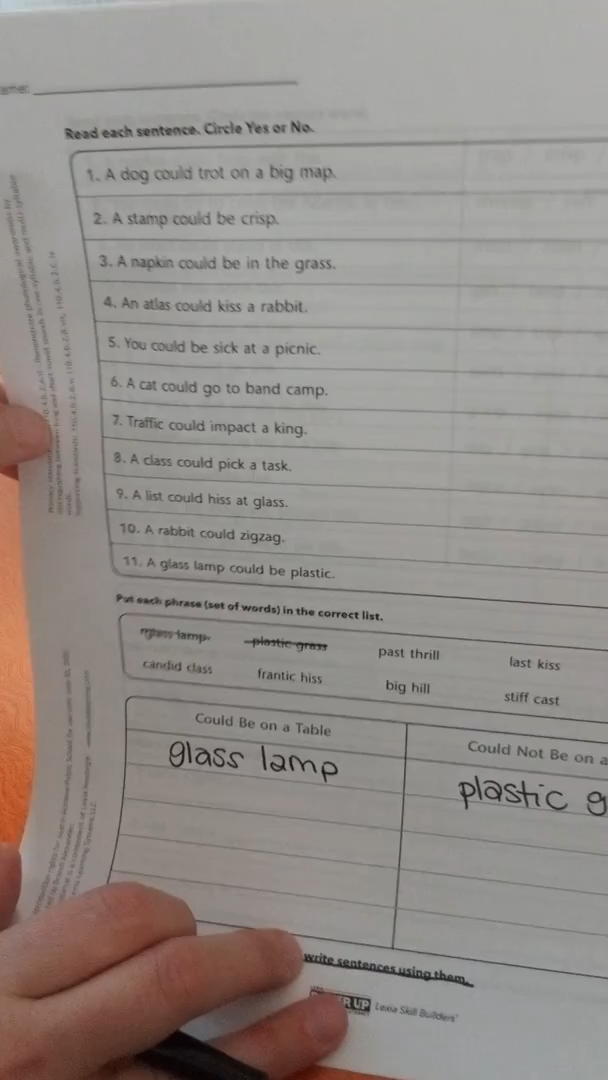 Read each sentence. Circle Yes or No.
1. A dog could trot on a big map.
2. A stamp could be crisp.
3. A napkin could be in the grass.
4. An atlas could kiss a rabbit.
5. You could be sick at a picnic.
6. A cat could go to band camp.
7. Traffic could impact a king.
8. A class could pick a task.
9. A list could hiss at glass.
10. A rabbit could zigzag.
11. A glass lamp could be plastic.
Put each phrase (set of words) in the correct list.
glass lamp plastic grass past thrill last kiss
candid class frantic hiss big hill stiff cast
Could Be on a Table Could Not Be on a
glass lamp plastic g
write sentences using them.
ER UP Lexia Skill Builders